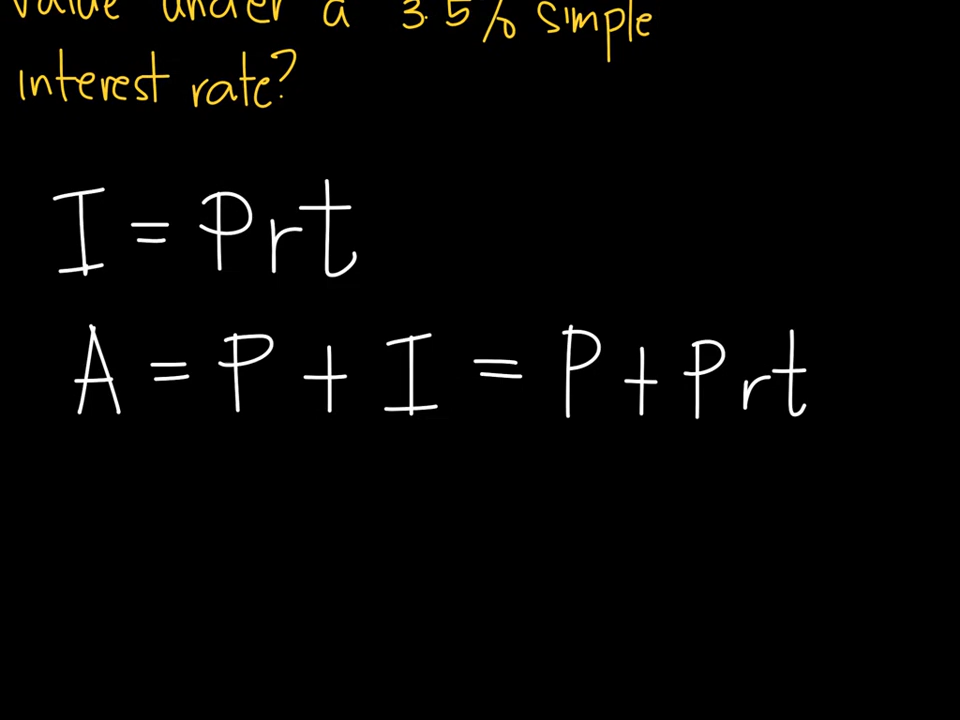 value under a 3.5% simple
interest rate?
I = Prt
A = P + I = P + Prt